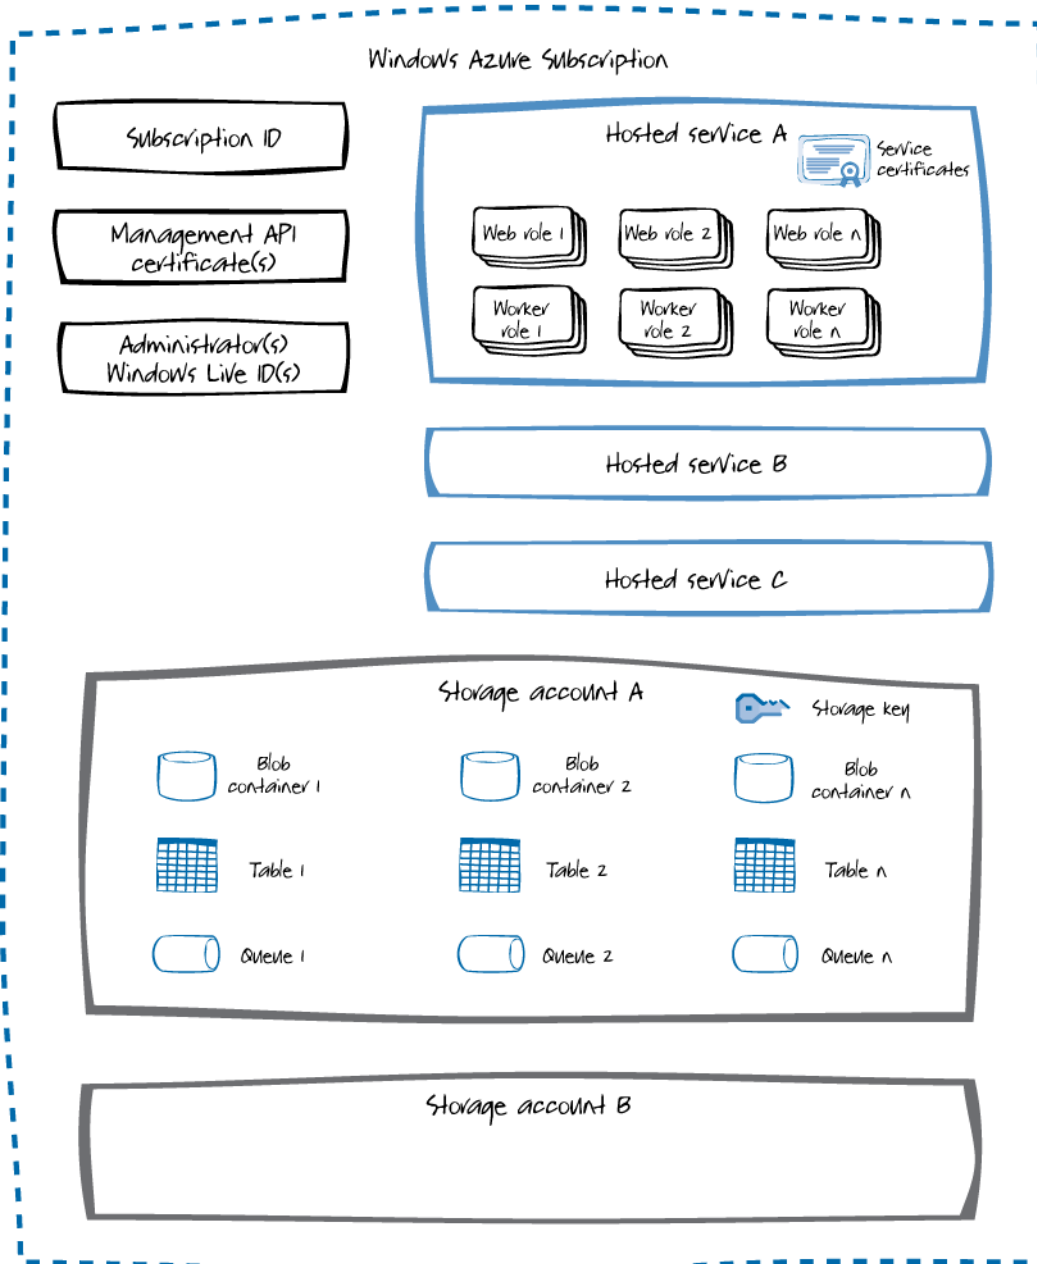 Windows Azure Subscription
Subscription ID
Management API
certificate(s)
Administrator(s)
Windows Live ID(s)
Hosted service A
Service
certificates
Web role 1
Web role 2
Web role n
Worker
role 1
Worker
role 2
Worker
role n
Hosted service B
Hosted service C
Storage account A
Storage key
Blob
container 1
Blob
container 2
Blob
container n
Table 1
Table 2
Table n
Queue 1
Queue 2
Queue n
Storage account B